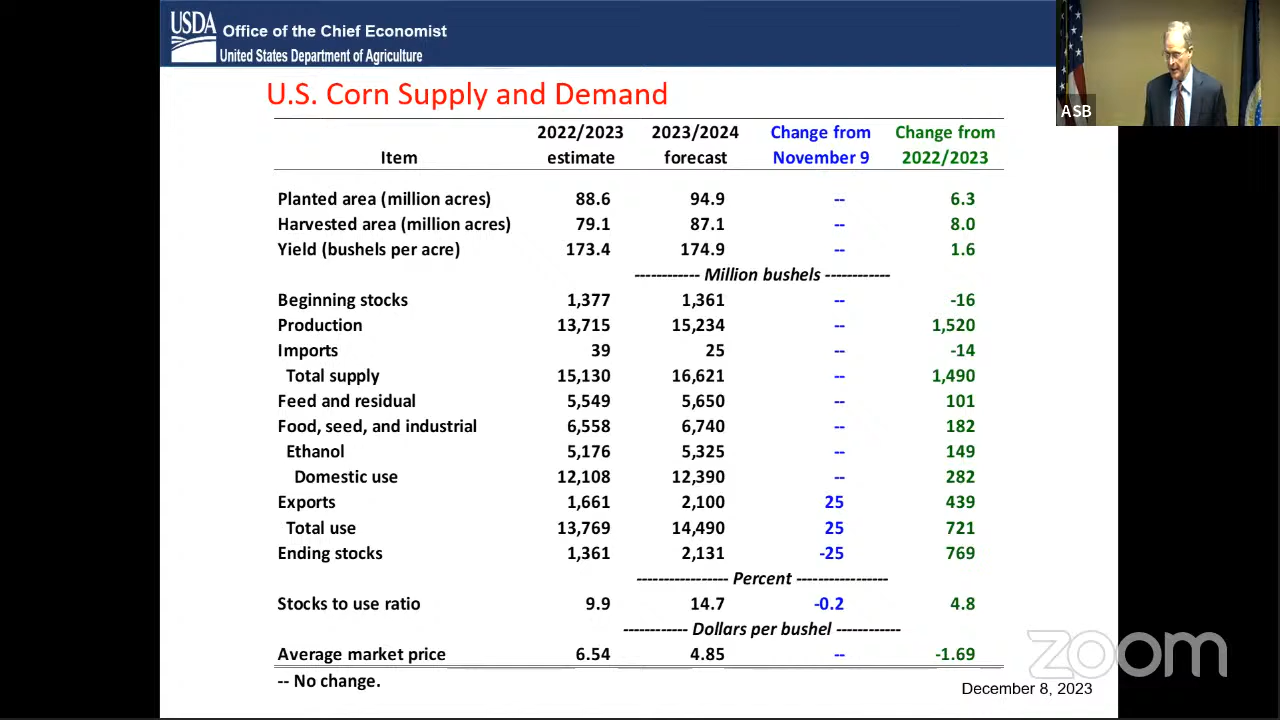 USDA Office of the Chief Economist
United States Department of Agriculture
ASB
U.S. Corn Supply and Demand
2022/2023 2023/2024 Change from Change from
Item estimate forecast November 9 2022/2023
Planted area (million acres) 88.6 94.9 -- 6.3
Harvested area (million acres) 79.1 87.1 -- 8.0
Yield (bushels per acre) 173.4 174.9 -- 1.6
------------ Million bushels ------------
Beginning stocks 1,377 1,361 -- -16
Production 13,715 15,234 -- 1,520
Imports 39 25 -- -14
Total supply 15,130 16,621 -- 1,490
Feed and residual 5,549 5,650 -- 101
Food, seed, and industrial 6,558 6,740 -- 182
Ethanol 5,176 5,325 -- 149
Domestic use 12,108 12,390 -- 282
Exports 1,661 2,100 25 439
Total use 13,769 14,490 25 721
Ending stocks 1,361 2,131 -25 769
----------------- Percent -----------------
Stocks to use ratio 9.9 14.7 -0.2 4.8
------------ Dollars per bushel ------------
Average market price 6.54 4.85 -- -1.69
-- No change.
zoom
December 8, 2023